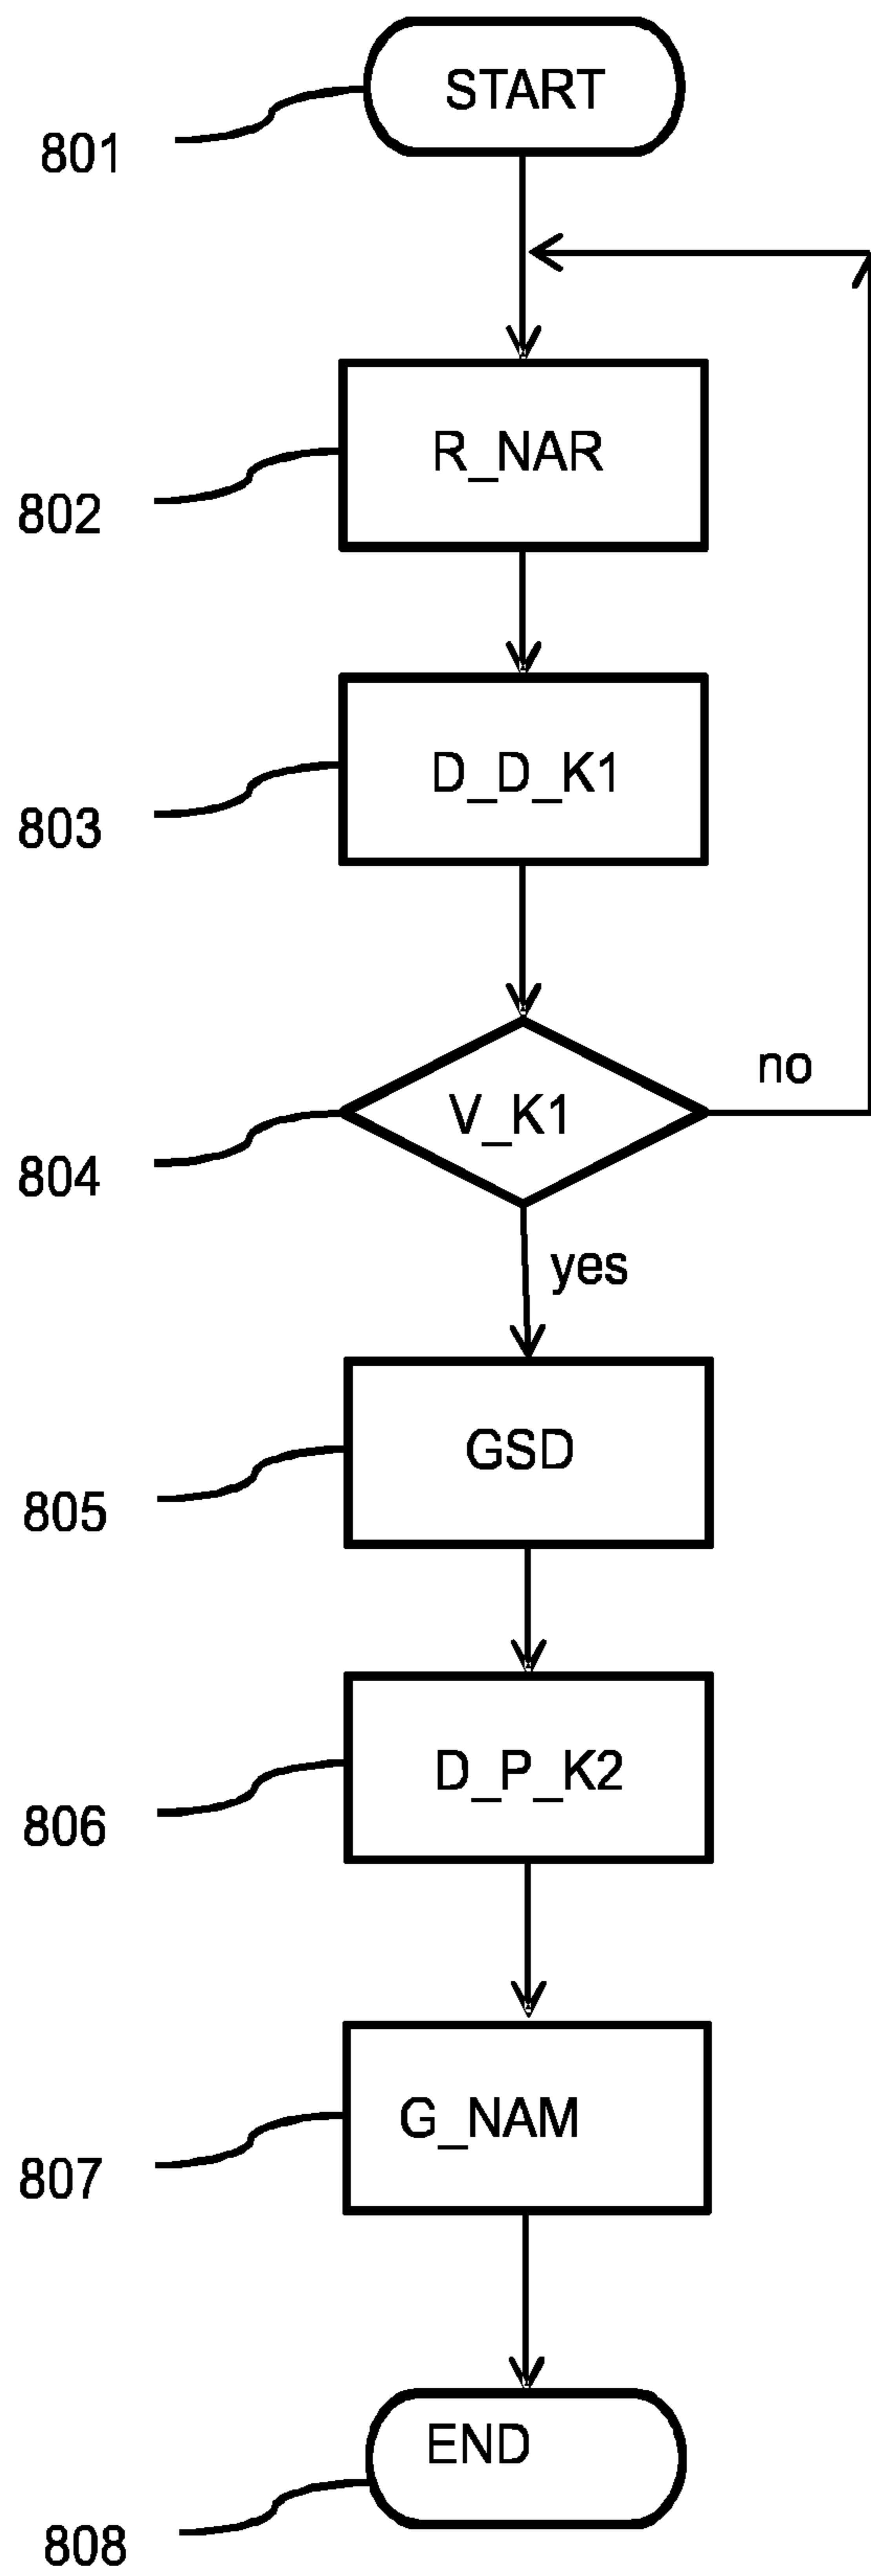 START
801
R_NAR
802
D_D_K1
803
no
V_K1
804
yes
GSD
805
D_P_K2
806
G_NAM
807
END
808